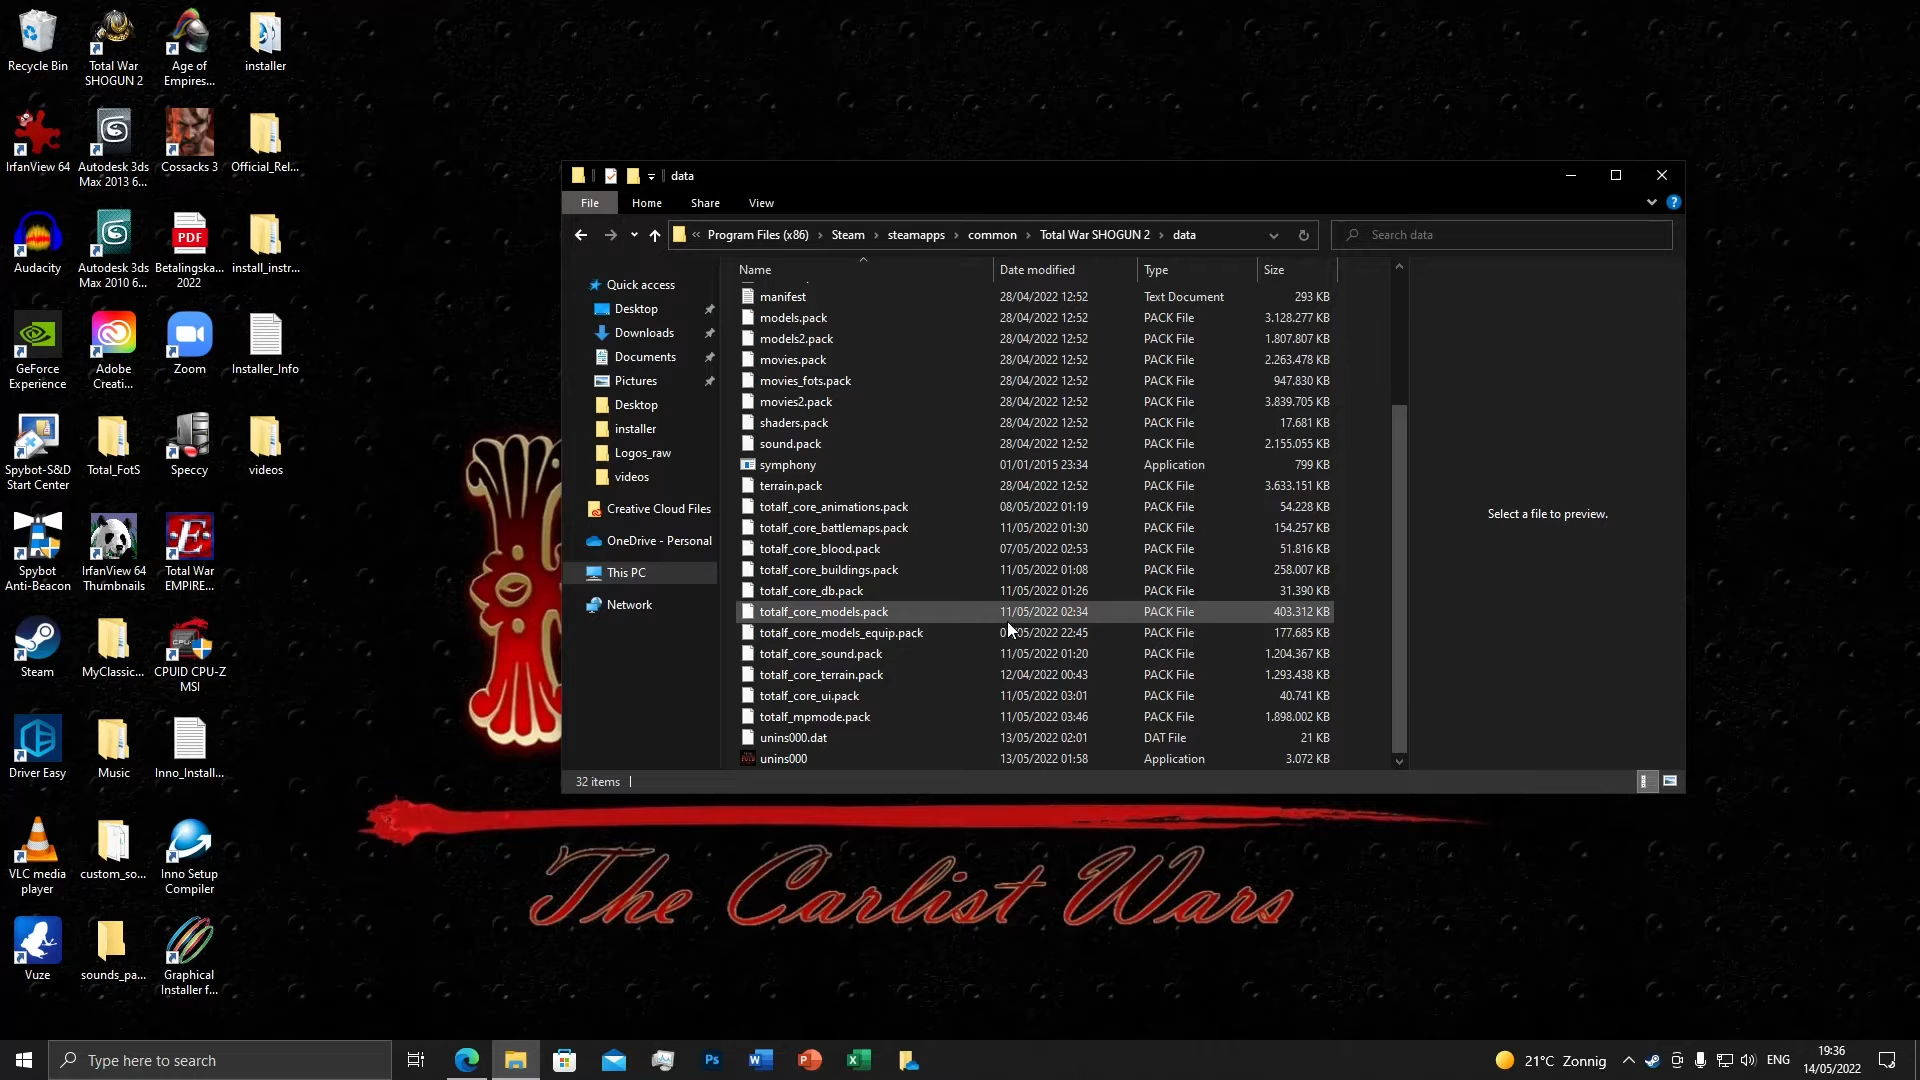 Recycle Bin
Total War
SHOGUN 2
Age of
Empires...
installer
IrfanView 64
Autodesk 3ds
Max 2013 6...
Cossacks 3
Official_Rel...
Audacity
Autodesk 3ds
Max 2010 6...
PDF
Betalingska...
2022
install_instr...
GeForce
Experience
Adobe
Creati...
Zoom
Installer_Info
Spybot-S&D
Start Center
Total_FotS
Speccy
videos
Spybot
Anti-Beacon
IrfanView 64
Thumbnails
Total War
EMPIRE...
Steam
MyClassic...
CPUID CPU-Z
MSI
Driver Easy
Music
Inno_Install...
VLC media
player
custom_so...
Inno Setup
Compiler
Vuze
sounds_pa...
Graphical
Installer f...
data
File Home Share View
« Program Files (x86) › Steam › steamapps › common › Total War SHOGUN 2 › data
Search data
Quick access
Desktop
Downloads
Documents
Pictures
Desktop
installer
Logos_raw
videos
Creative Cloud Files
OneDrive - Personal
This PC
Network
Name Date modified Type Size
manifest 28/04/2022 12:52 Text Document 293 KB
models.pack 28/04/2022 12:52 PACK File 3.128.277 KB
models2.pack 28/04/2022 12:52 PACK File 1.807.807 KB
movies.pack 28/04/2022 12:52 PACK File 2.263.478 KB
movies_fots.pack 28/04/2022 12:52 PACK File 947.830 KB
movies2.pack 28/04/2022 12:52 PACK File 3.839.705 KB
shaders.pack 28/04/2022 12:52 PACK File 17.681 KB
sound.pack 28/04/2022 12:52 PACK File 2.155.055 KB
symphony 01/01/2015 23:34 Application 799 KB
terrain.pack 28/04/2022 12:52 PACK File 3.633.151 KB
totalf_core_animations.pack 08/05/2022 01:19 PACK File 54.228 KB
totalf_core_battlemaps.pack 11/05/2022 01:30 PACK File 154.257 KB
totalf_core_blood.pack 07/05/2022 02:53 PACK File 51.816 KB
totalf_core_buildings.pack 11/05/2022 01:08 PACK File 258.007 KB
totalf_core_db.pack 11/05/2022 01:26 PACK File 31.390 KB
totalf_core_models.pack 11/05/2022 02:34 PACK File 403.312 KB
totalf_core_models_equip.pack 22:45 PACK File 177.685 KB
totalf_core_sound.pack 11/05/2022 01:20 PACK File 1.204.367 KB
totalf_core_terrain.pack 12/04/2022 00:43 PACK File 1.293.438 KB
totalf_core_ui.pack 11/05/2022 03:01 PACK File 40.741 KB
totalf_mpmode.pack 11/05/2022 03:46 PACK File 1.898.002 KB
unins000.dat 13/05/2022 02:01 DAT File 21 KB
unins000 13/05/2022 01:58 Application 3.072 KB
Select a file to preview.
32 items
The Carlist Wars
Type here to search
Ps
21°C Zonnig
ENG
19:36
14/05/2022